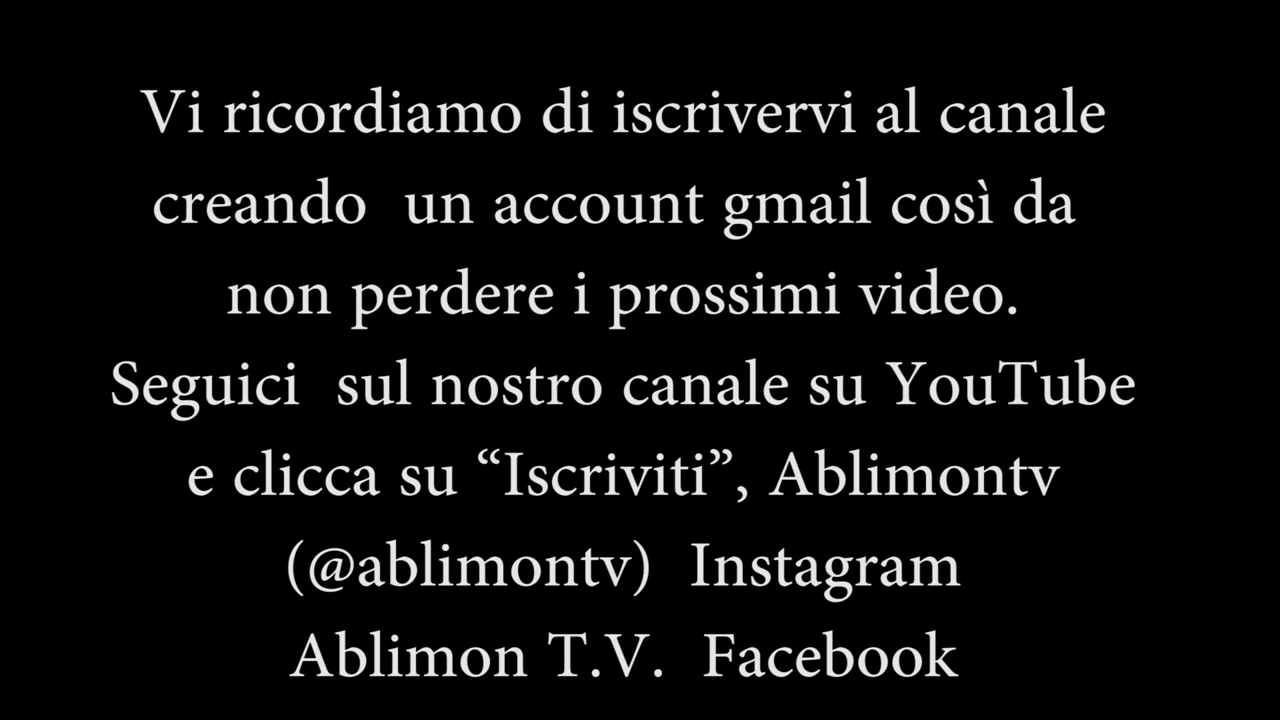 Vi ricordiamo di iscrivervi al canale
creando  un account gmail così da
non perdere i prossimi video.
Seguici  sul nostro canale su YouTube
e clicca su “Iscriviti”, Ablimontv
(@ablimontv)  Instagram
Ablimon T.V.  Facebook